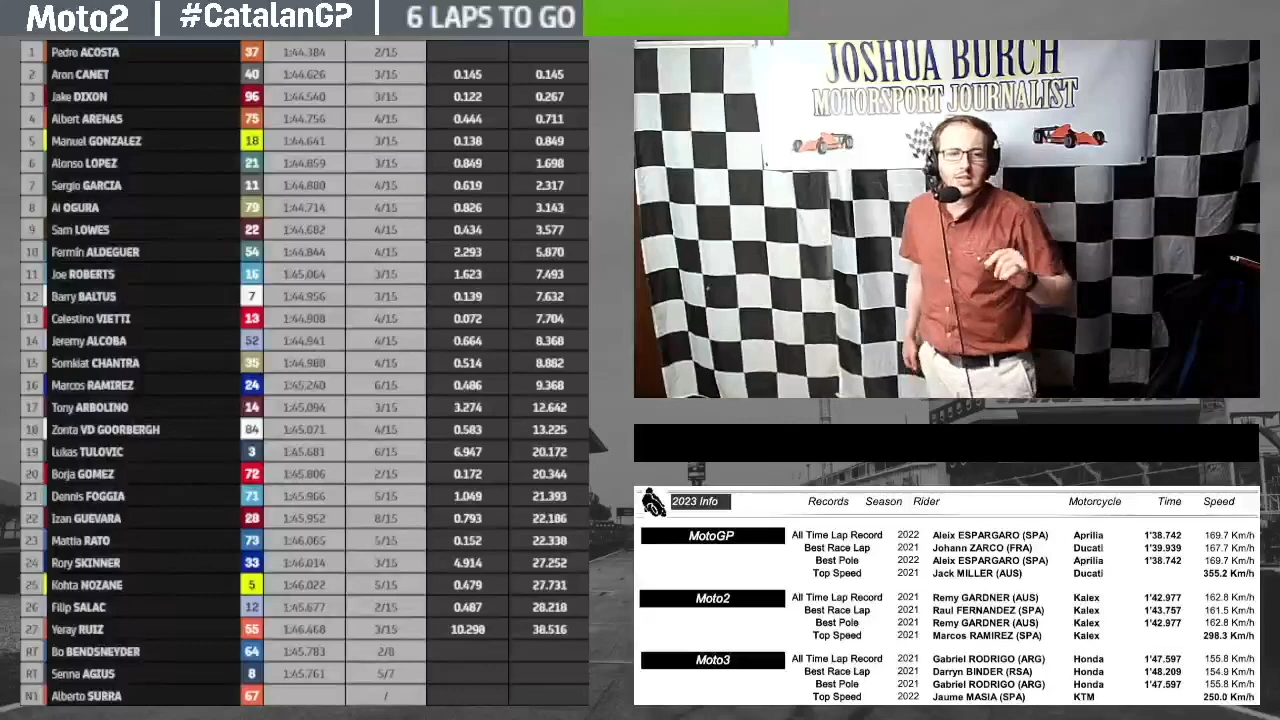 Moto2 | #CatalanGP | 6 LAPS TO GO
1 Pedro ACOSTA 37 1:44.384 2/15
2 Aron CANET 40 1:44.626 3/15 0.145 0.145
3 Jake DIXON 96 1:44.540 3/15 0.122 0.267
4 Albert ARENAS 75 1:44.756 4/15 0.444 0.711
5 Manuel GONZALEZ 18 1:44.641 4/15 0.138 0.849
6 Alonso LOPEZ 21 1:44.859 3/15 0.849 1.698
7 Sergio GARCIA 11 1:44.880 4/15 0.619 2.317
8 Ai OGURA 79 1:44.714 4/15 0.826 3.143
9 Sam LOWES 22 1:44.682 4/15 0.434 3.577
10 Fermín ALDEGUER 54 1:44.844 4/15 2.293 5.870
11 Joe ROBERTS 16 1:45.064 3/15 1.623 7.493
12 Barry BALTUS 7 1:44.956 3/15 0.139 7.632
13 Celestino VIETTI 13 1:44.908 4/15 0.072 7.704
14 Jeremy ALCOBA 52 1:44.941 4/15 0.664 8.368
15 Somkiat CHANTRA 35 1:44.988 4/15 0.514 8.882
16 Marcos RAMIREZ 24 1:45.240 6/15 0.486 9.368
17 Tony ARBOLINO 14 1:45.094 3/15 3.274 12.642
18 Zonta VD GOORBERGH 84 1:45.071 4/15 0.583 13.225
19 Lukas TULOVIC 3 1:45.681 6/15 6.947 20.172
20 Borja GOMEZ 72 1:45.806 2/15 0.172 20.344
21 Dennis FOGGIA 71 1:45.966 4/15 1.049 21.393
22 Izan GUEVARA 28 1:45.952 4/15 0.793 22.186
23 Mattia RATO 73 1:46.040 5/15 0.152 22.338
24 Rory SKINNER 33
25 Kohta NOZANE 5 1:46.028 5/15 0.479 27.731
26 Filip SALAC 12 1:45.667 2/15 0.487 28.218
27 Yeray RUIZ 65 10.298 38.516
RT Bo BENDSNEYDER 64 1:45.735 2/8
Senna AGIUS 8 1:45.761 5/7
N1 Alberto SURRA 67
JOSHUA BURCH
MOTORSPORT JOURNALIST
2023 Info Records Season Rider Motorcycle Time Speed
MotoGP All Time Lap Record 2022 Aleix ESPARGARO (SPA) Aprilia 1'38.742 169.7 Km/h
Best Race Lap 2021 Johann ZARCO (FRA) Ducati 1'39.939 167.7 Km/h
Best Pole 2022 Aleix ESPARGARO (SPA) Aprilia 1'38.742 169.7 Km/h
Top Speed 2021 Jack MILLER (AUS) Ducati 355.2 Km/h
Moto2 All Time Lap Record 2021 Remy GARDNER (AUS) Kalex 1'42.977 162.8 Km/h
Best Race Lap 2021 Raul FERNANDEZ (SPA) Kalex 1'43.757 161.5 Km/h
Best Pole 2021 Remy GARDNER (AUS) Kalex 1'42.977 162.8 Km/h
Top Speed 2021 Marcos RAMIREZ (SPA) Kalex 298.3 Km/h
Moto3 All Time Lap Record 2021 Gabriel RODRIGO (ARG) Honda 1'47.597 155.8 Km/h
Best Race Lap 2021 Darryn BINDER (RSA) Honda 1'48.209 154.9 Km/h
Best Pole 2021 Gabriel RODRIGO (ARG) Honda 1'47.597 155.8 Km/h
Top Speed 2022 Jaume MASIA (SPA) KTM 250.0 Km/h